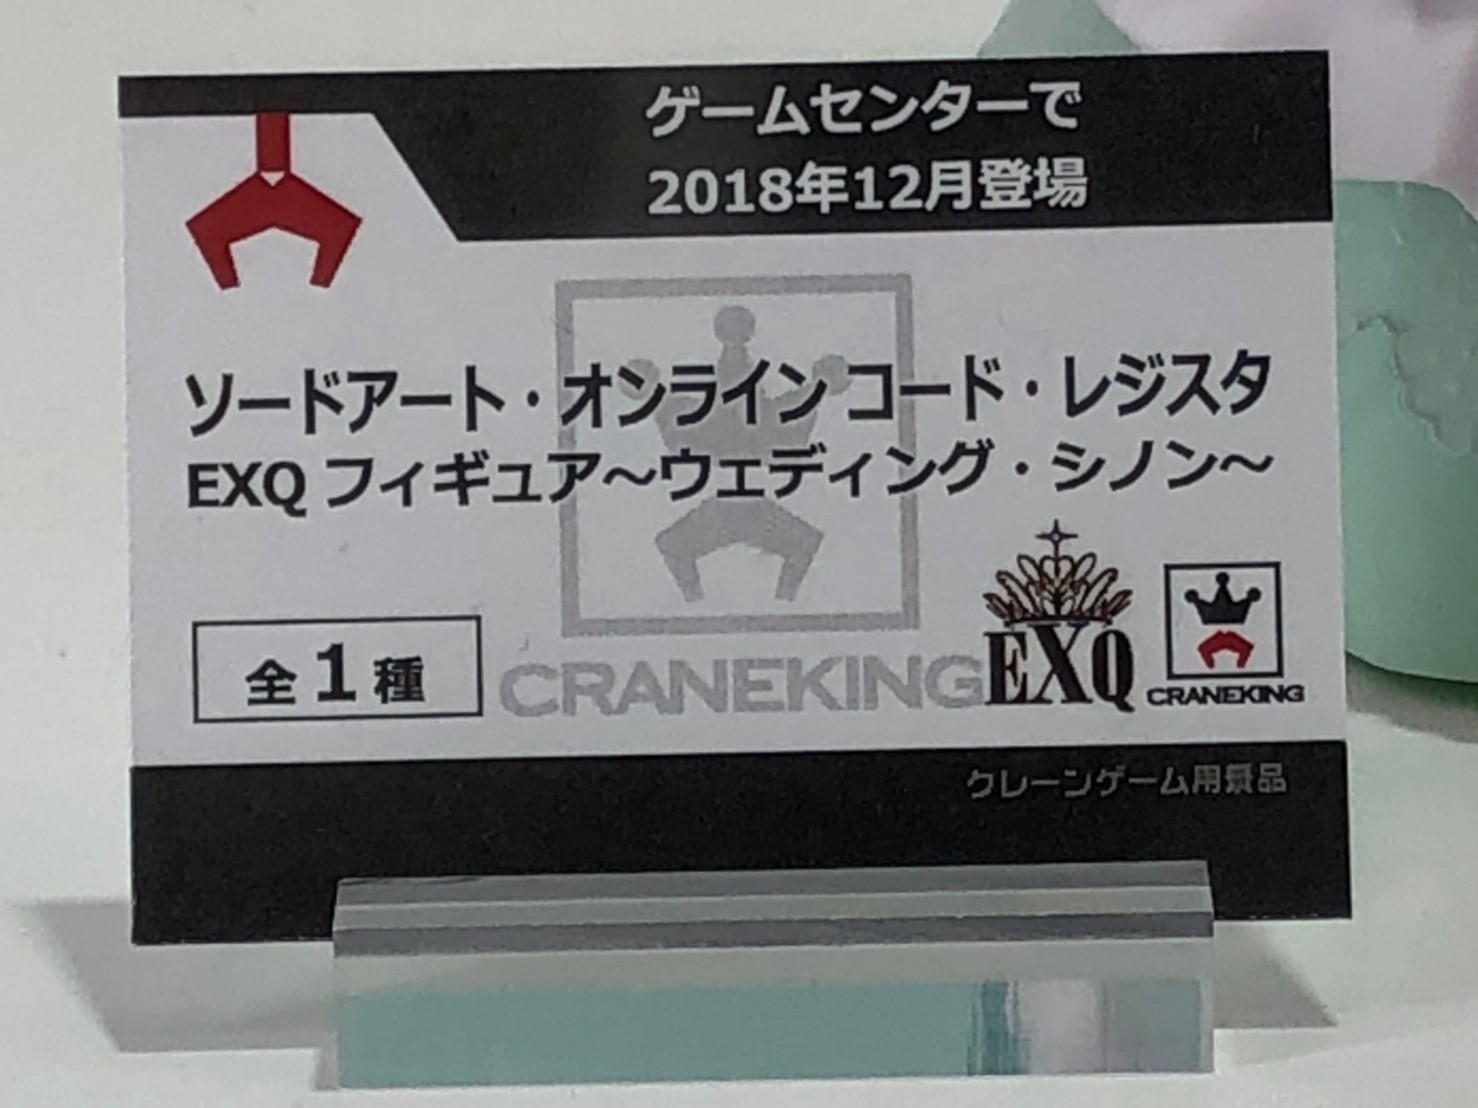 ゲームセンターで
2018年12月登場
ソードアート・オンライン コード・レジスタ
EXQ フィギュア～ウェディング・シノン～
全1種
CRANEKING
EXQ
CRANEKING
クレーンゲーム用景品